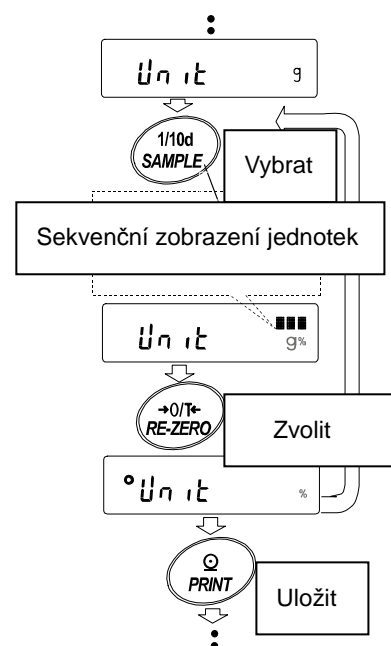 Unit g
1/10d
SAMPLE
Vybrat
Sekvenční zobrazení jednotek
Unit g%
→0/T←
RE-ZERO
Zvolit
Unit %
PRINT
Uložit